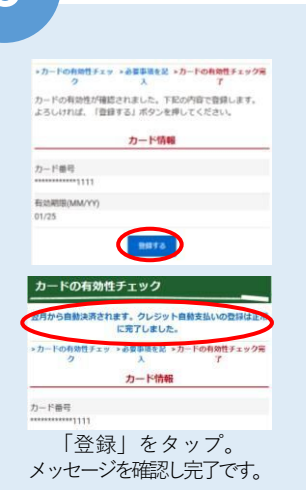 ▸カードの有効性チェッ ▸必要事項を記 ▸カードの有効性チェック完
ク 入 了
カードの有効性が確認されました。下記の内容で登録します。
よろしければ、「登録する」ボタンを押してください。
カード情報
カード番号
************1111
有効期限(MM/YY)
01/25
登録する
カードの有効性チェック
翌月から自動決済されます。クレジット自動支払いの登録は正常
に完了しました。
▸カードの有効性チェッ ▸必要事項を記 ▸カードの有効性チェック完
ク 入 了
カード情報
カード番号
************1111
「登録」をタップ。
メッセージを確認し完了です。